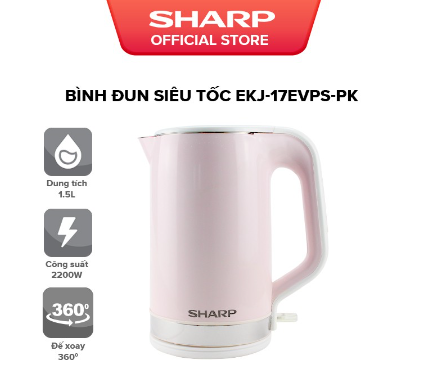 SHARP
OFFICIAL STORE
BÌNH ĐUN SIÊU TỐC EKJ-17EVPS-PK
Dung tích
1.5L
Công suất
2200W
360°
Đế xoay
360°
SHARP